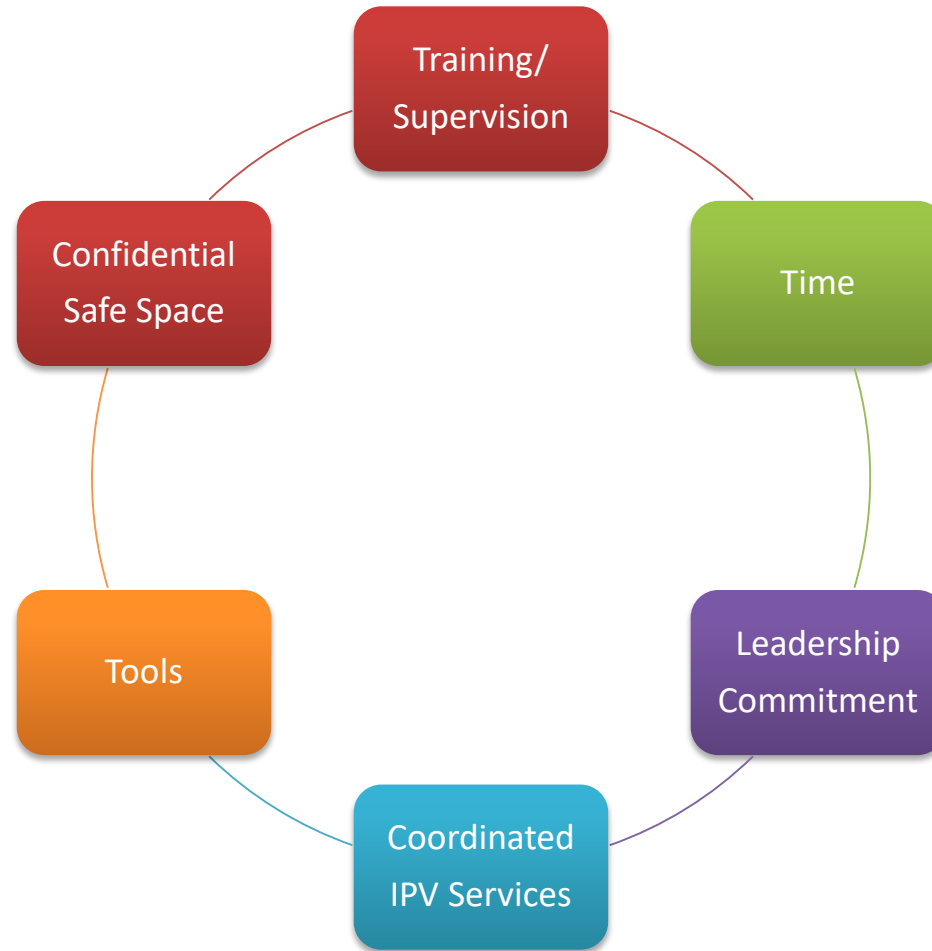 Training/
Supervision
Time
Leadership
Commitment
Coordinated
IPV Services
Tools
Confidential
Safe Space